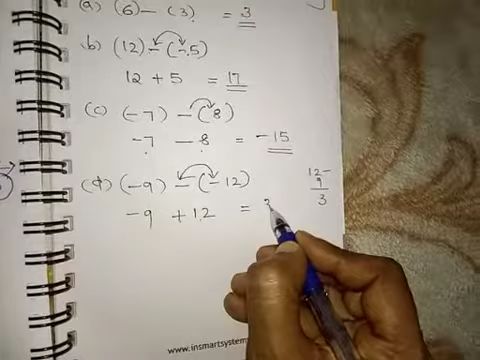 (a) (6) – (3) = 3
b) (12) – (–5)
12 + 5 = 17
(c) (–7) – (8)
–7 – 8 = –15
(d) (–9) – (–12)
12 –
9
3
–9 + 12 = 3
www.insmartsystem